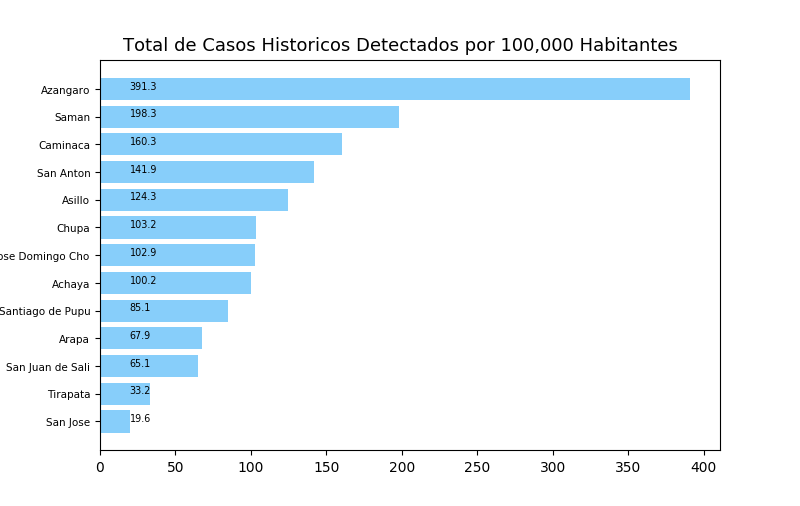 Total de Casos Historicos Detectados por 100,000 Habitantes
Azangaro 391.3
Saman 198.3
Caminaca 160.3
San Anton 141.9
Asillo 124.3
Chupa 103.2
Domingo Cho 102.9
Achaya 100.2
Santiago de Pupu 85.1
Arapa 67.9
San Juan de Sali 65.1
Tirapata 33.2
San Jose 19.6
0 50 100 150 200 250 300 350 400